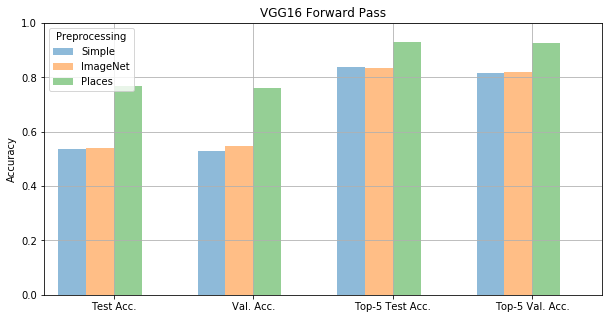 VGG16 Forward Pass
Preprocessing
Simple
ImageNet
Places
Accuracy
1.0
0.8
0.6
0.4
0.2
0.0
Test Acc.
Val. Acc.
Top-5 Test Acc.
Top-5 Val. Acc.